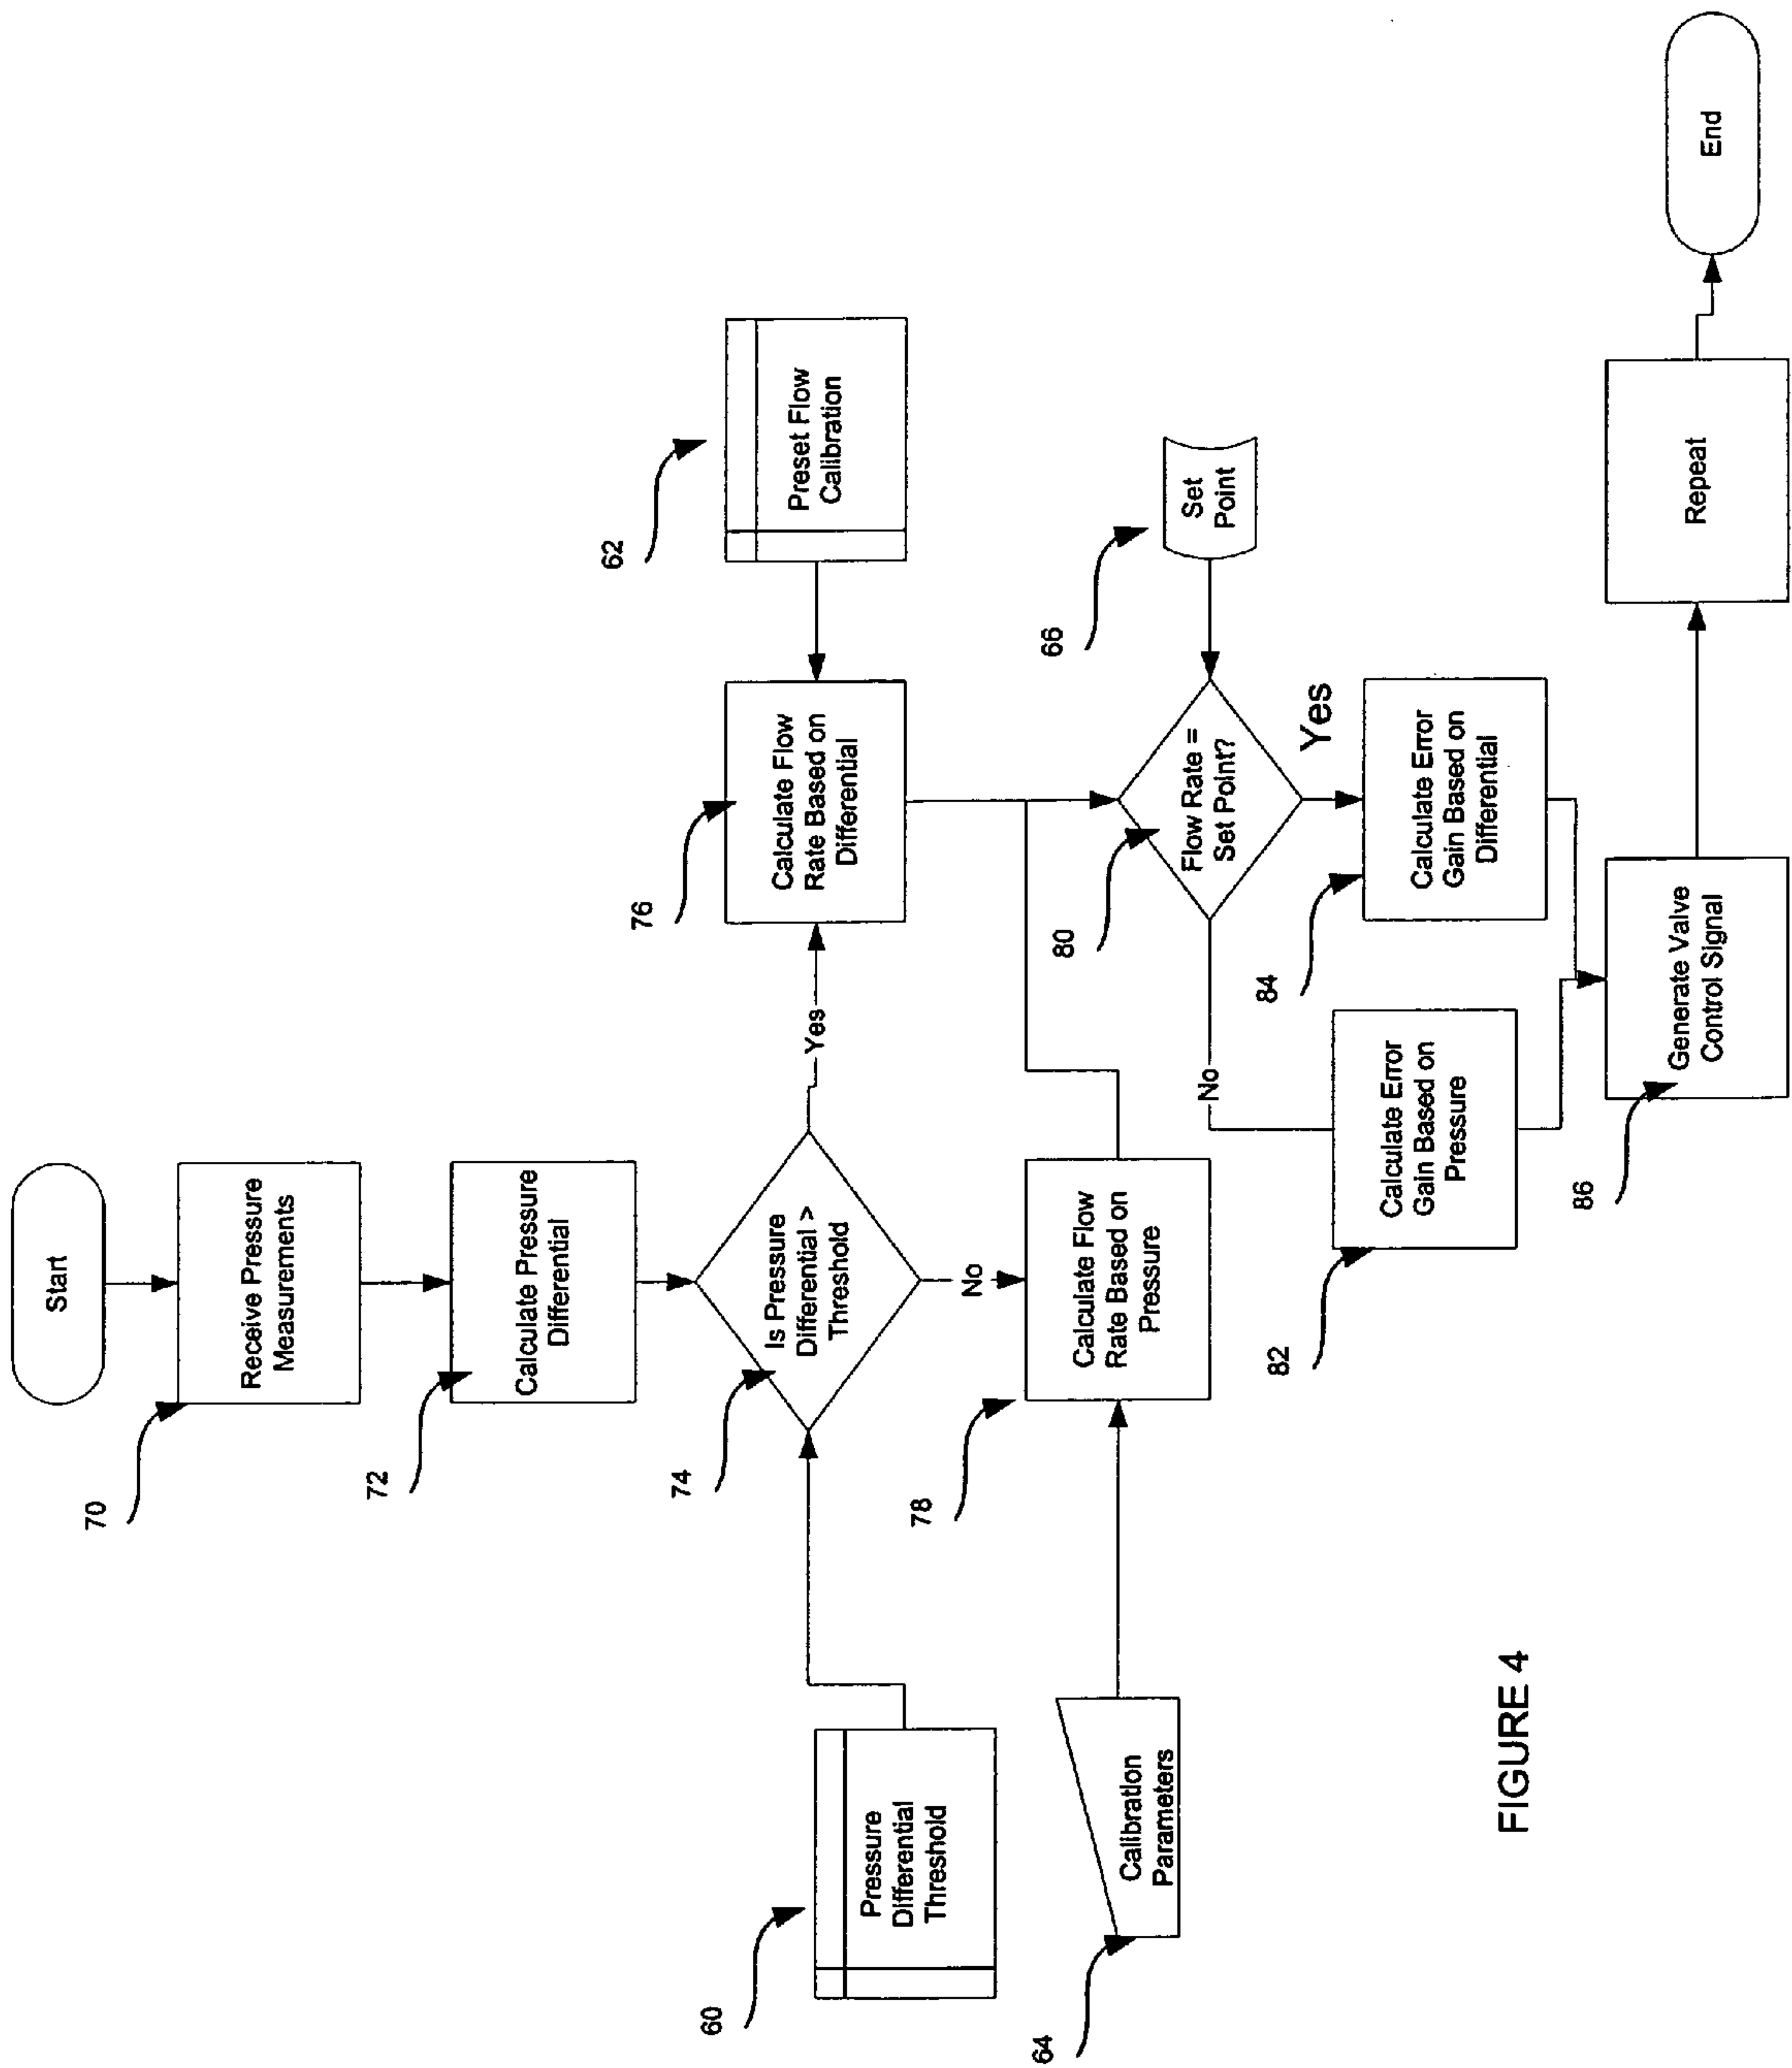 Start
70
Receive Pressure
Measurements
72
Calculate Pressure
Differential
74
Is Pressure
Differential >
Threshold
Yes
No
60
Pressure
Differential
Threshold
76
Calculate Flow
Rate Based on
Differential
62
Preset Flow
Calibration
78
Calculate Flow
Rate Based on
Pressure
64
Calibration
Parameters
80
Flow Rate =
Set Point?
66
Set
Point
Yes
No
84
Calculate Error
Gain Based on
Differential
82
Calculate Error
Gain Based on
Pressure
86
Generate Valve
Control Signal
Repeat
End
FIGURE 4